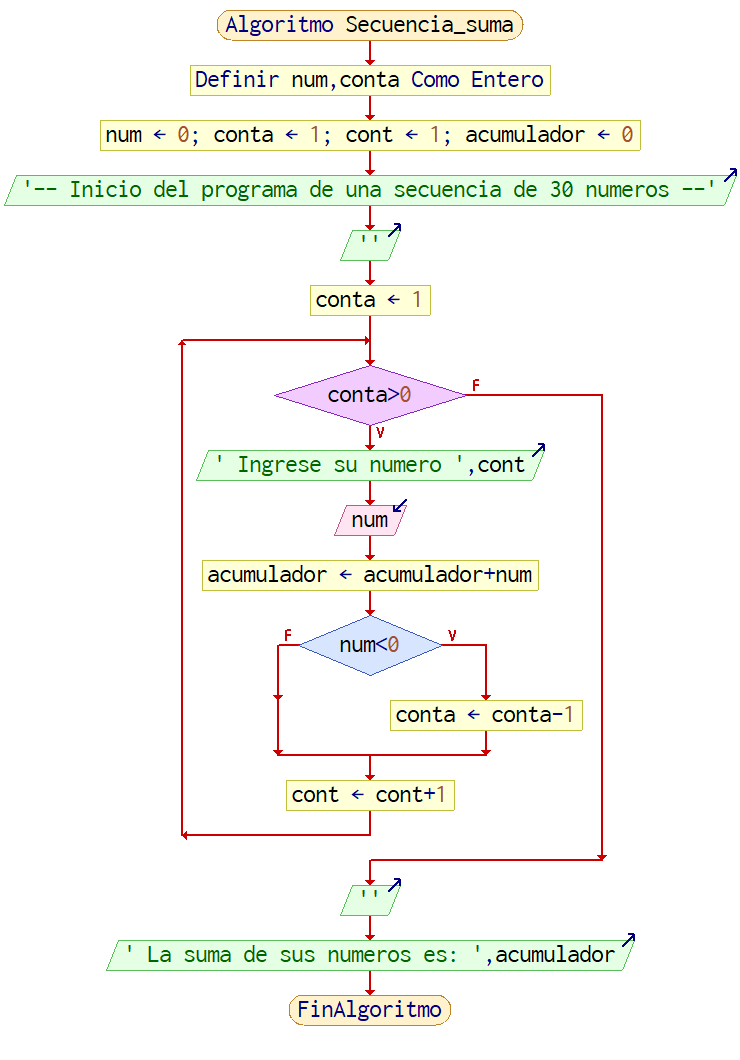 Algoritmo Secuencia_suma
Definir num,conta Como Entero
num ← 0; conta ← 1; cont ← 1; acumulador ← 0
'-- Inicio del programa de una secuencia de 30 numeros --'
''
conta ← 1
conta>0
F
V
' Ingrese su numero ',cont
num
acumulador ← acumulador+num
F
num<0
V
conta ← conta-1
cont ← cont+1
''
' La suma de sus numeros es: ',acumulador
FinAlgoritmo